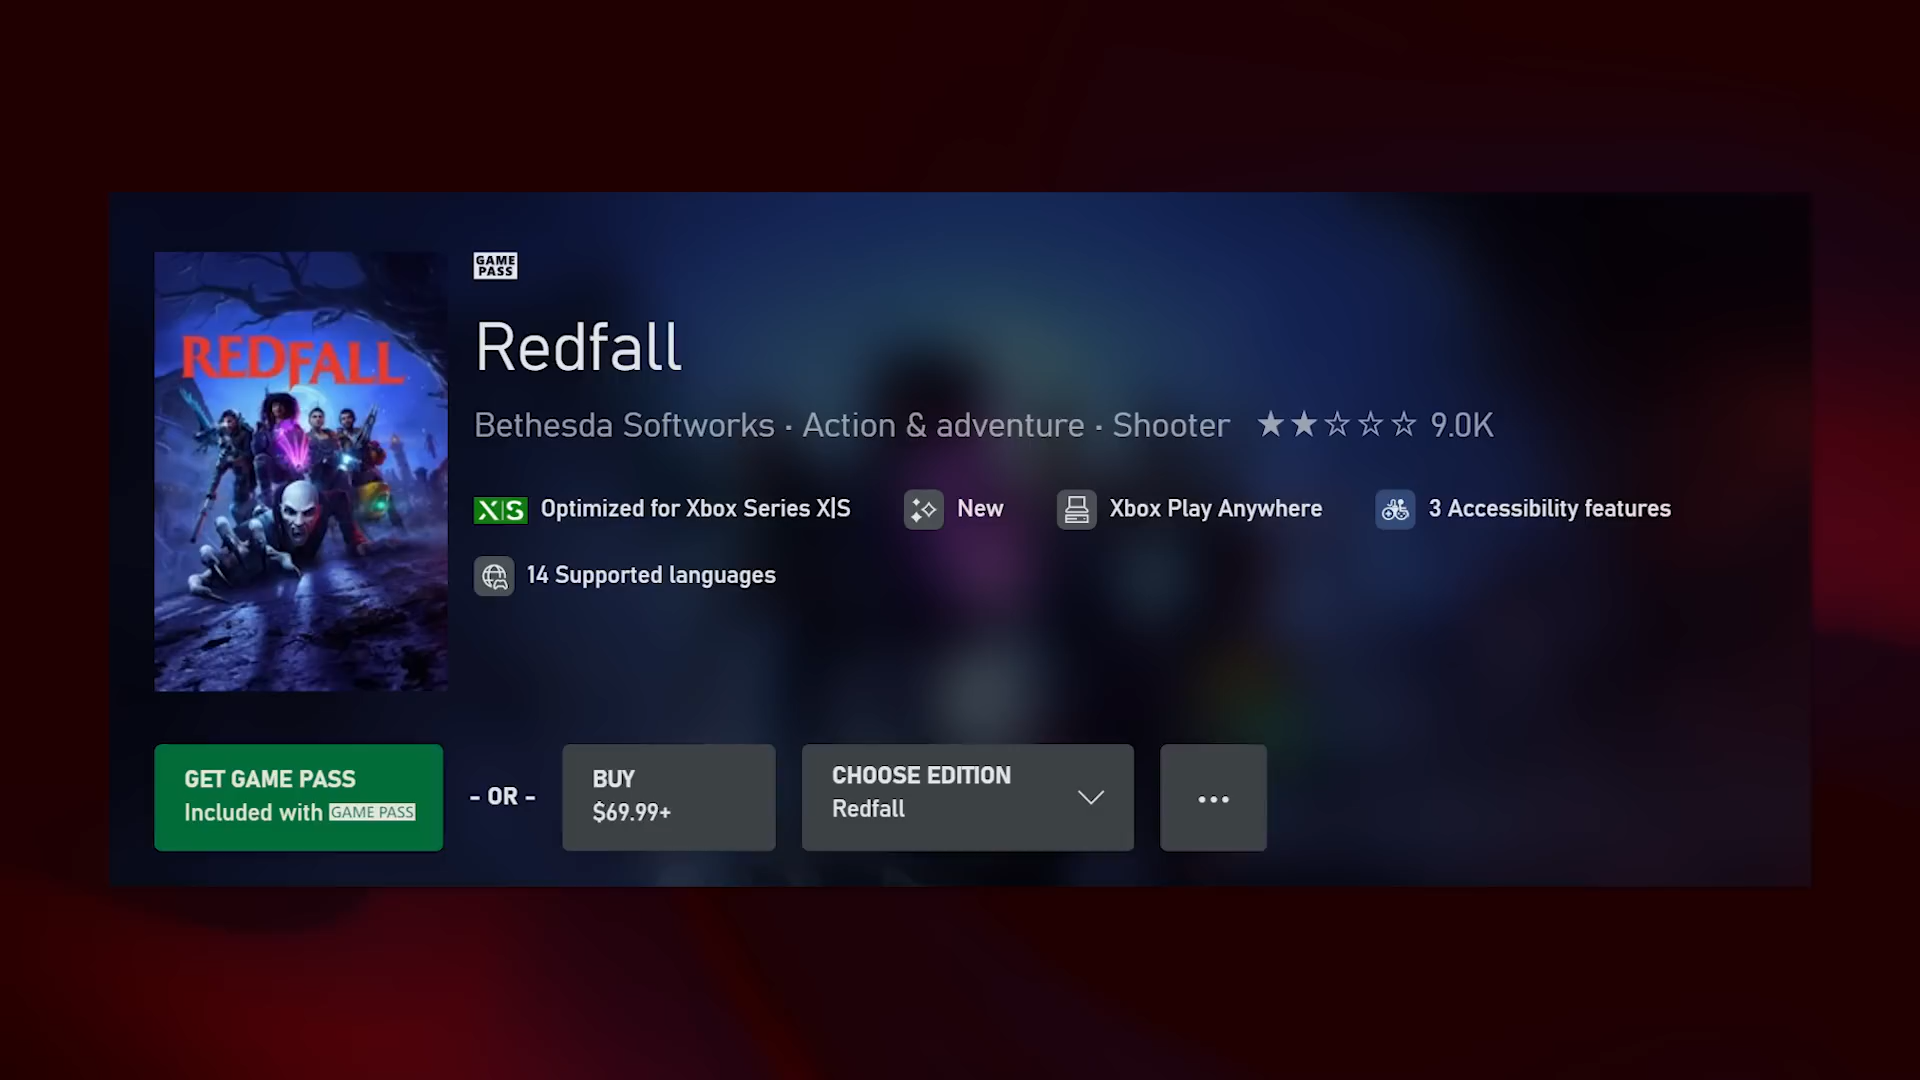 GAME
PASS
REDFALL
Redfall
Bethesda Softworks · Action & adventure · Shooter ★★☆☆☆ 9.0K
X|S Optimized for Xbox Series X|S New Xbox Play Anywhere 3 Accessibility features
14 Supported languages
GET GAME PASS
Included with GAME PASS
- OR -
BUY
$69.99+
CHOOSE EDITION
Redfall